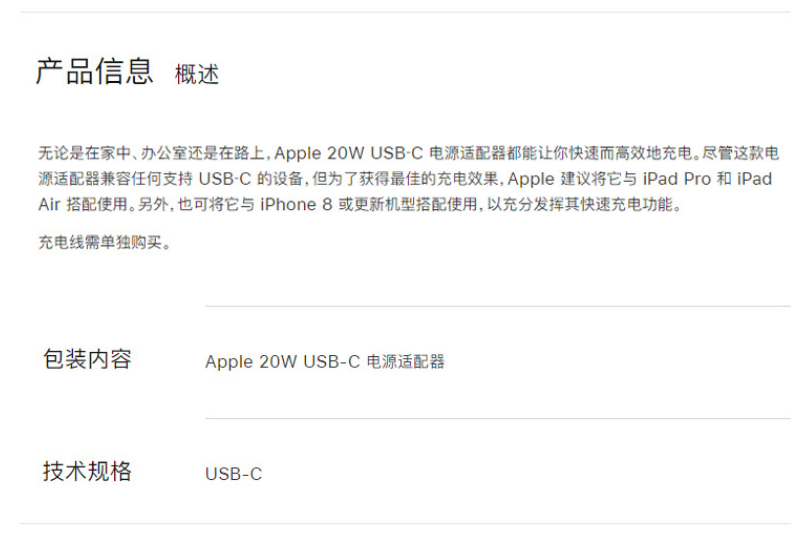 产品信息 概述
无论是在家中、办公室还是在路上，Apple 20W USB-C 电源适配器都能让你快速而高效地充电。尽管这款电
源适配器兼容任何支持 USB-C 的设备，但为了获得最佳的充电效果，Apple 建议将它与 iPad Pro 和 iPad
Air 搭配使用。另外，也可将它与 iPhone 8 或更新机型搭配使用，以充分发挥其快速充电功能。
充电线需单独购买。
包装内容 Apple 20W USB-C 电源适配器
技术规格 USB-C